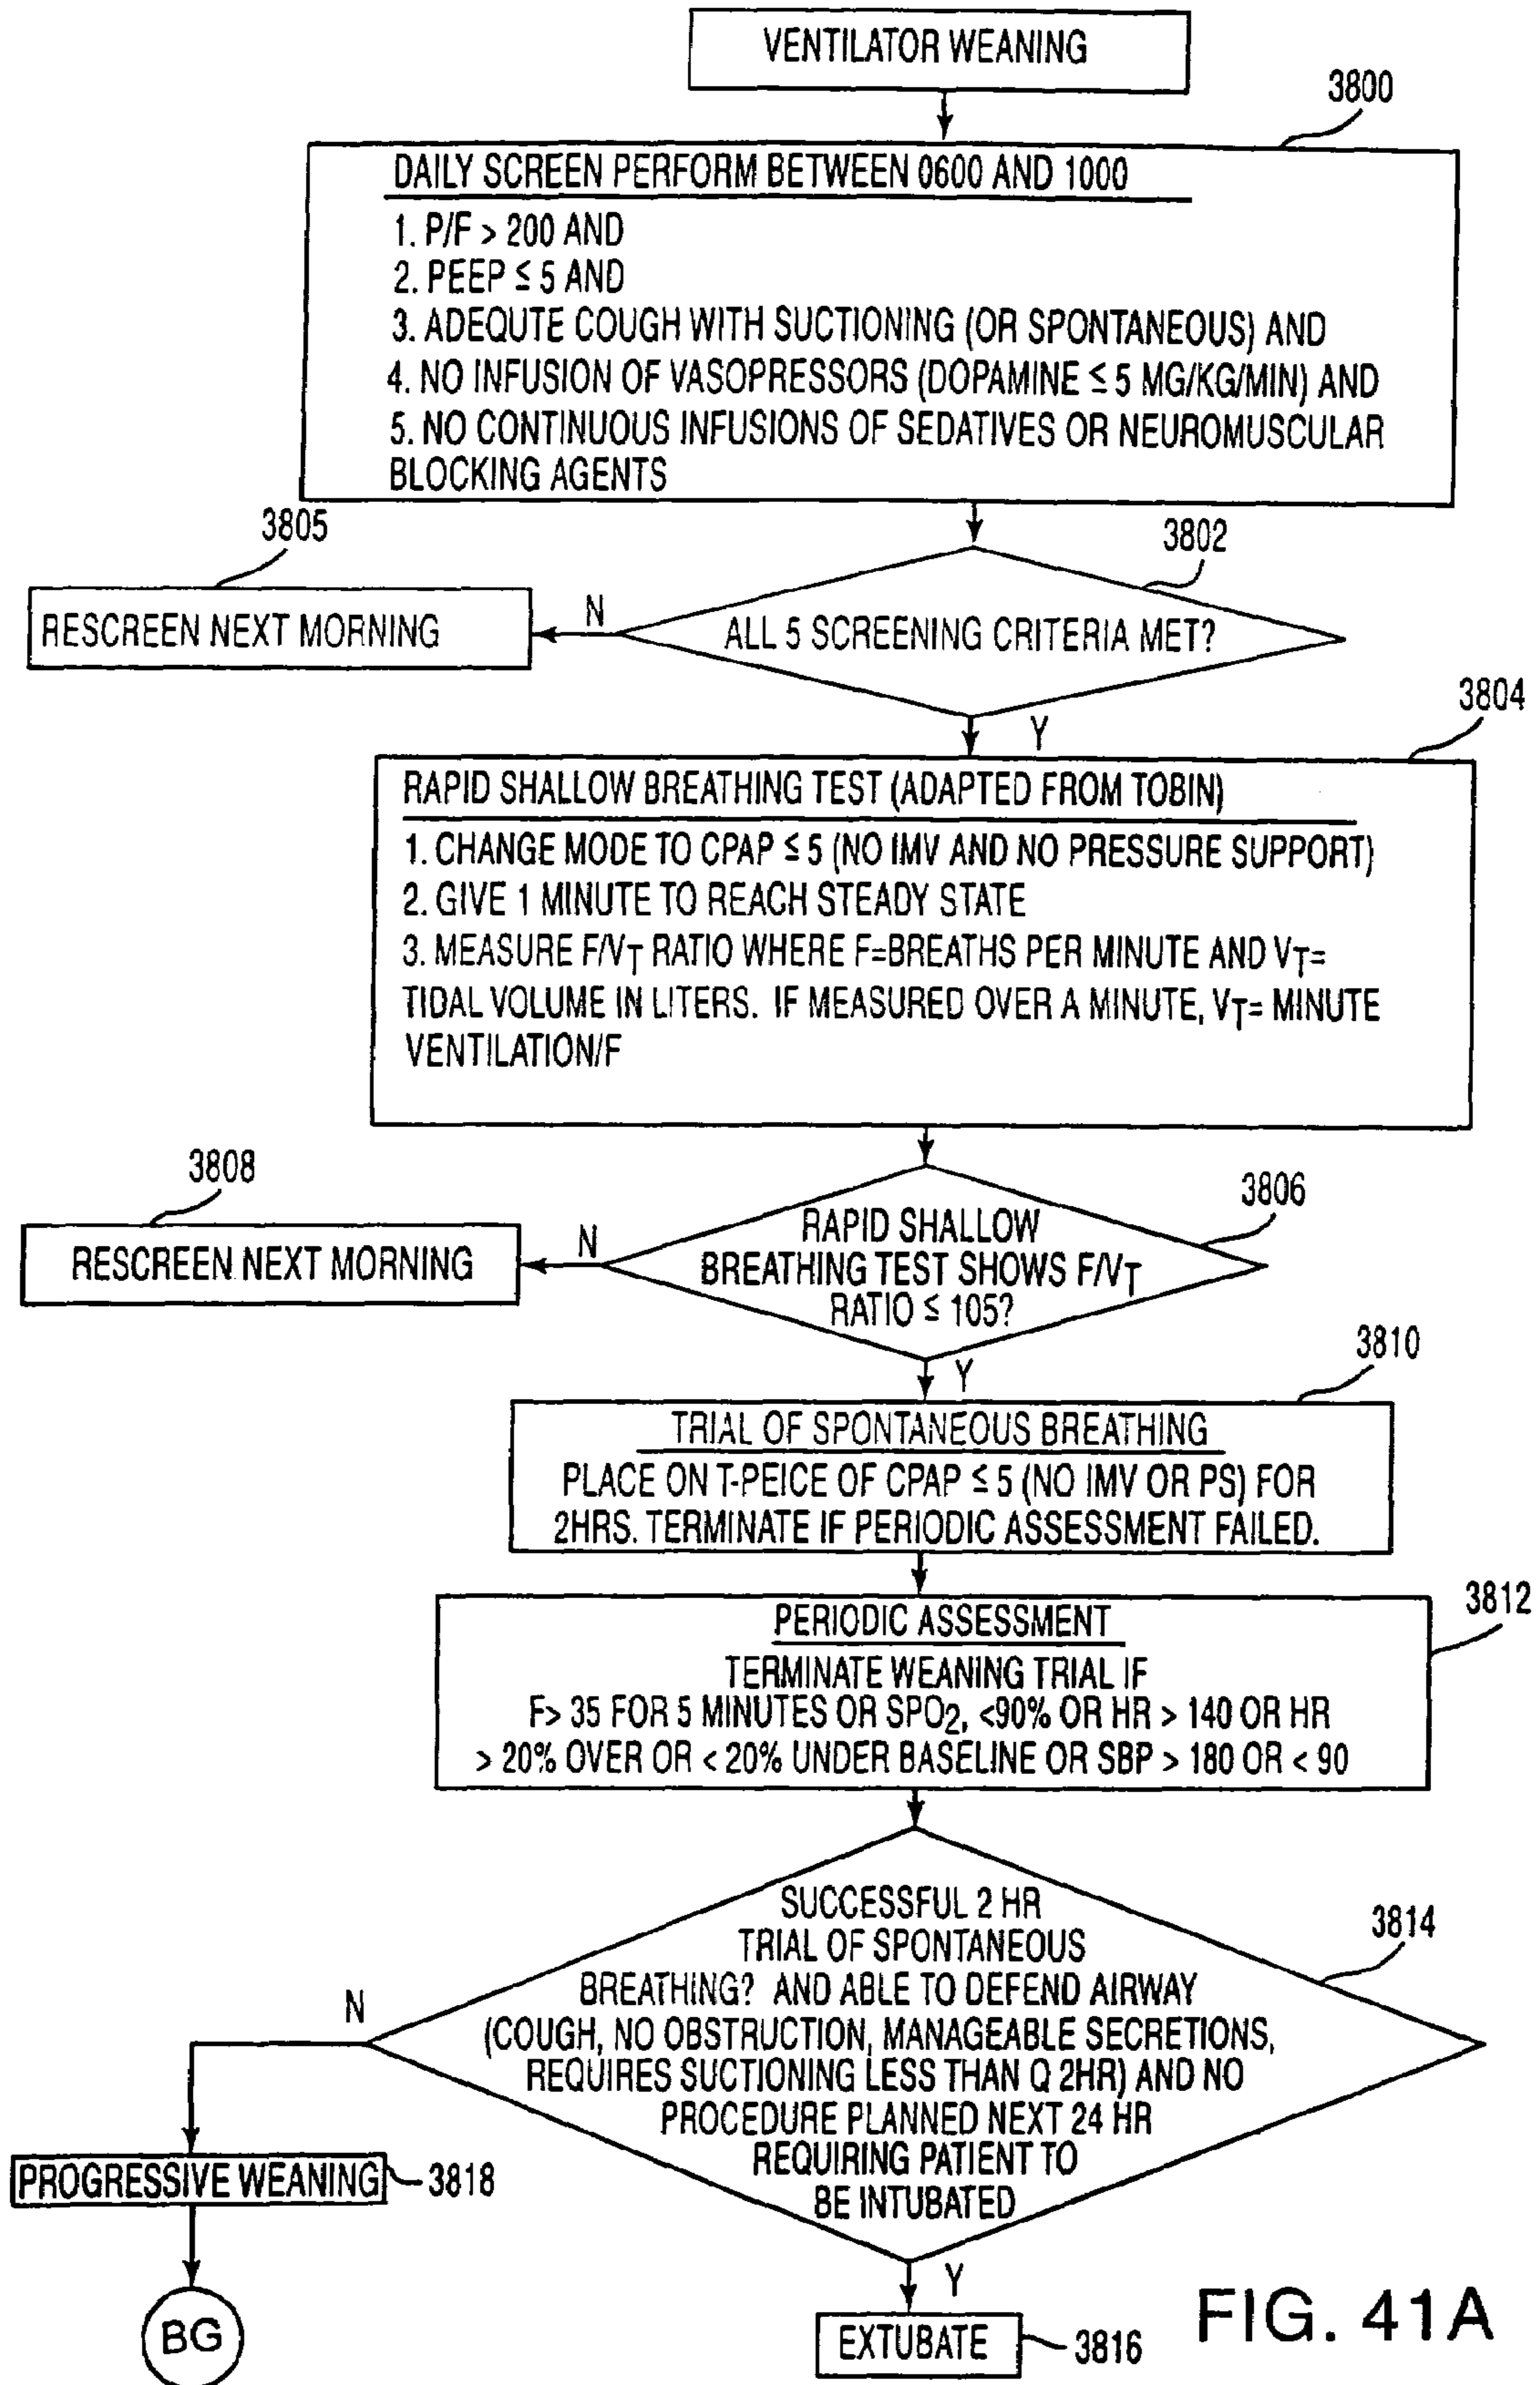 VENTILATOR WEANING
3800
DAILY SCREEN PERFORM BETWEEN 0600 AND 1000
1. P/F > 200 AND
2. PEEP ≤ 5 AND
3. ADEQUTE COUGH WITH SUCTIONING (OR SPONTANEOUS) AND
4. NO INFUSION OF VASOPRESSORS (DOPAMINE ≤ 5 MG/KG/MIN) AND
5. NO CONTINUOUS INFUSIONS OF SEDATIVES OR NEUROMUSCULAR
BLOCKING AGENTS
3805
3802
RESCREEN NEXT MORNING
N
ALL 5 SCREENING CRITERIA MET?
3804
Y
RAPID SHALLOW BREATHING TEST (ADAPTED FROM TOBIN)
1. CHANGE MODE TO CPAP ≤ 5 (NO IMV AND NO PRESSURE SUPPORT)
2. GIVE 1 MINUTE TO REACH STEADY STATE
3. MEASURE F/VT RATIO WHERE F=BREATHS PER MINUTE AND VT=
TIDAL VOLUME IN LITERS. IF MEASURED OVER A MINUTE, VT= MINUTE
VENTILATION/F
3808
3806
RESCREEN NEXT MORNING
N
RAPID SHALLOW
BREATHING TEST SHOWS F/VT
RATIO ≤ 105?
3810
Y
TRIAL OF SPONTANEOUS BREATHING
PLACE ON T-PEICE OF CPAP ≤ 5 (NO IMV OR PS) FOR
2HRS. TERMINATE IF PERIODIC ASSESSMENT FAILED.
3812
PERIODIC ASSESSMENT
TERMINATE WEANING TRIAL IF
F> 35 FOR 5 MINUTES OR SPO2, <90% OR HR > 140 OR HR
> 20% OVER OR < 20% UNDER BASELINE OR SBP > 180 OR < 90
3814
N
SUCCESSFUL 2 HR
TRIAL OF SPONTANEOUS
BREATHING? AND ABLE TO DEFEND AIRWAY
(COUGH, NO OBSTRUCTION, MANAGEABLE SECRETIONS,
REQUIRES SUCTIONING LESS THAN Q 2HR) AND NO
PROCEDURE PLANNED NEXT 24 HR
REQUIRING PATIENT TO
BE INTUBATED
PROGRESSIVE WEANING
3818
Y
BG
EXTUBATE
3816
FIG. 41A